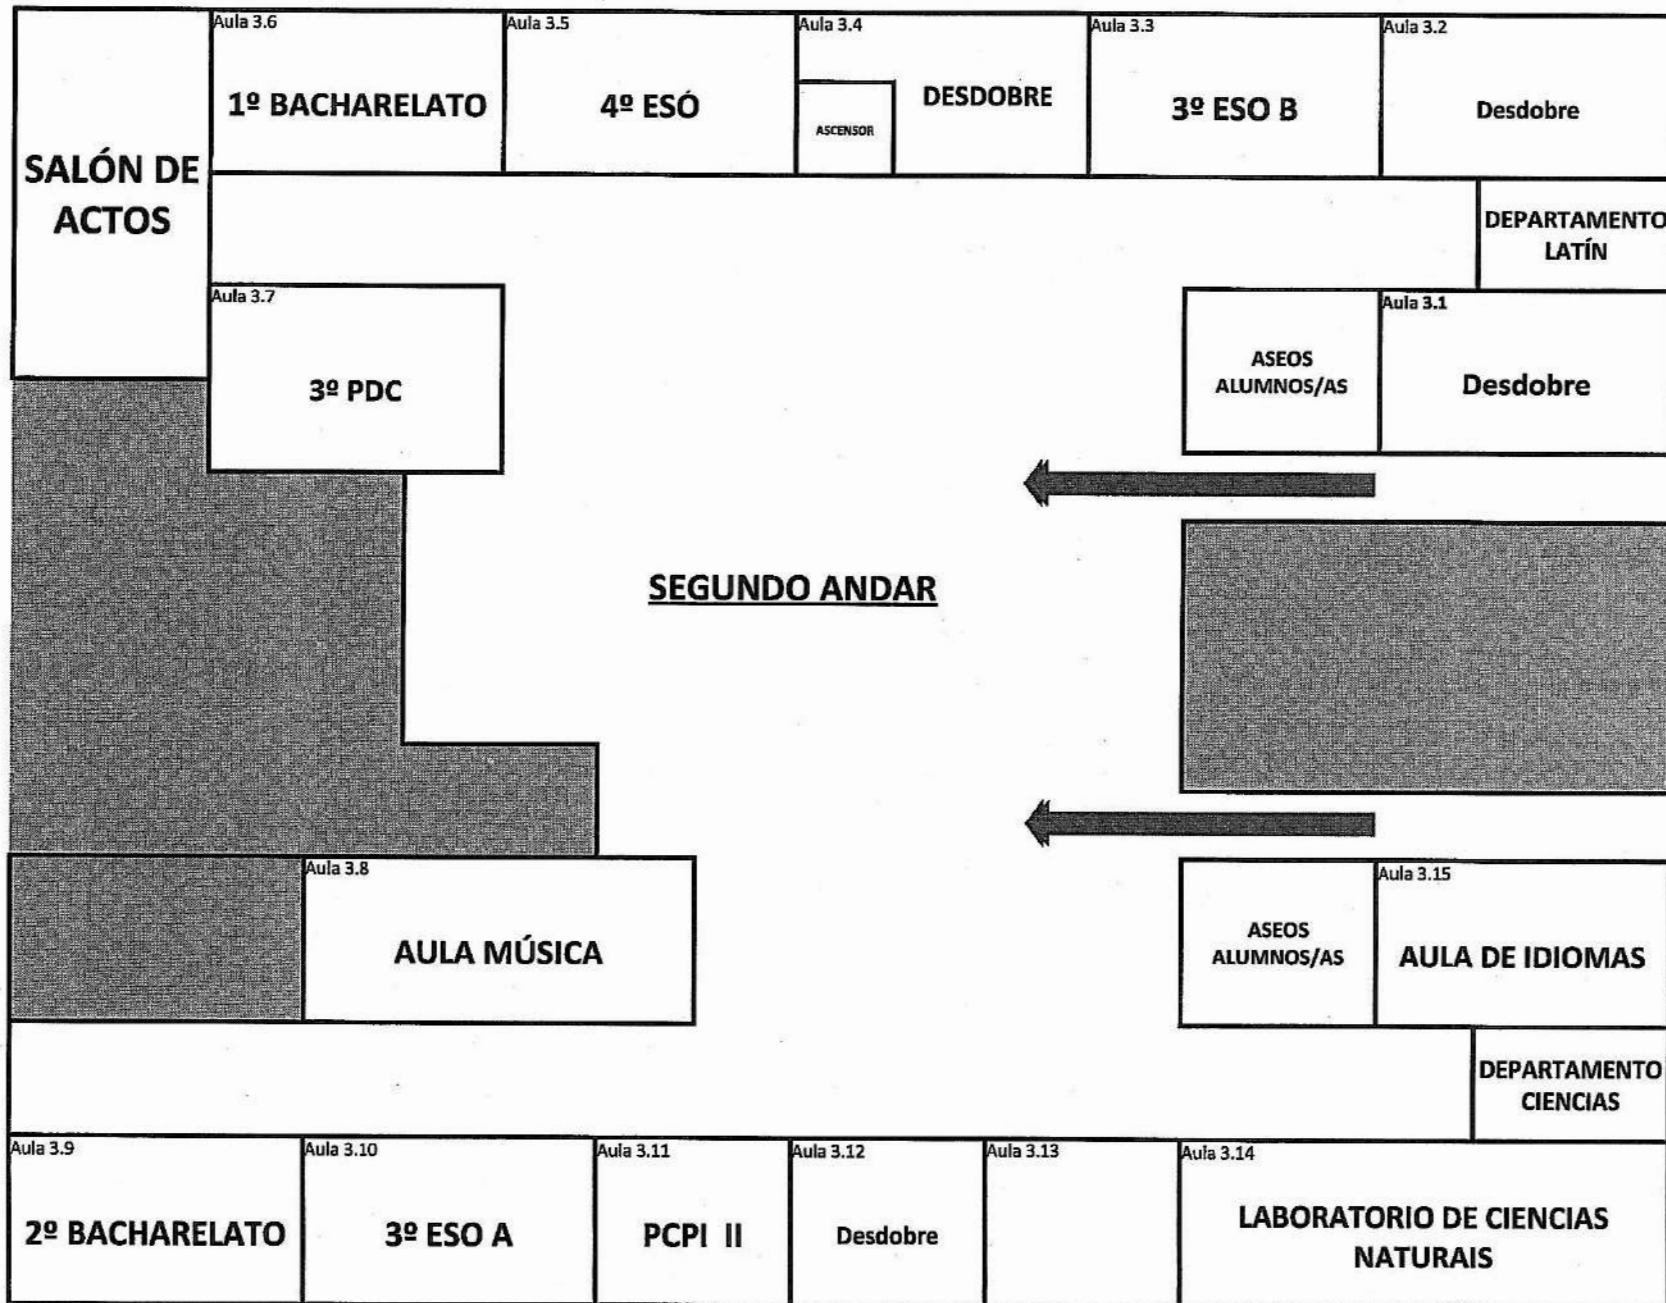 Aula 3.6
1º BACHARELATO
Aula 3.5
4º ESÓ
Aula 3.4
DESDOBRE
ASCENSOR
Aula 3.3
3º ESO B
Aula 3.2
Desdobre
SALÓN DE
ACTOS
DEPARTAMENTO
LATÍN
Aula 3.7
3º PDC
ASEOS
ALUMNOS/AS
Aula 3.1
Desdobre
SEGUNDO ANDAR
Aula 3.8
AULA MÚSICA
ASEOS
ALUMNOS/AS
Aula 3.15
AULA DE IDIOMAS
DEPARTAMENTO
CIENCIAS
Aula 3.9
2º BACHARELATO
Aula 3.10
3º ESO A
Aula 3.11
PCPI II
Aula 3.12
Desdobre
Aula 3.13
Aula 3.14
LABORATORIO DE CIENCIAS
NATURAIS